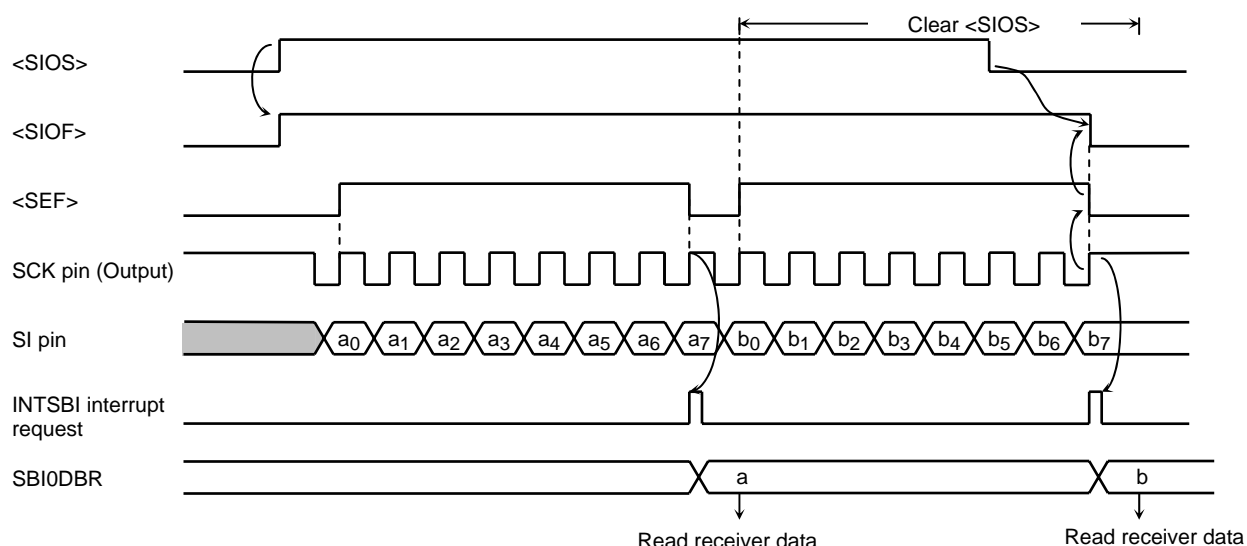 Clear <SIOS>
<SIOS>
<SIOF>
<SEF>
SCK pin (Output)
SI pin
a0 a1 a2 a3 a4 a5 a6 a7 b0 b1 b2 b3 b4 b5 b6 b7
INTSBI interrupt
request
SBI0DBR
a b
Read receiver data Read receiver data